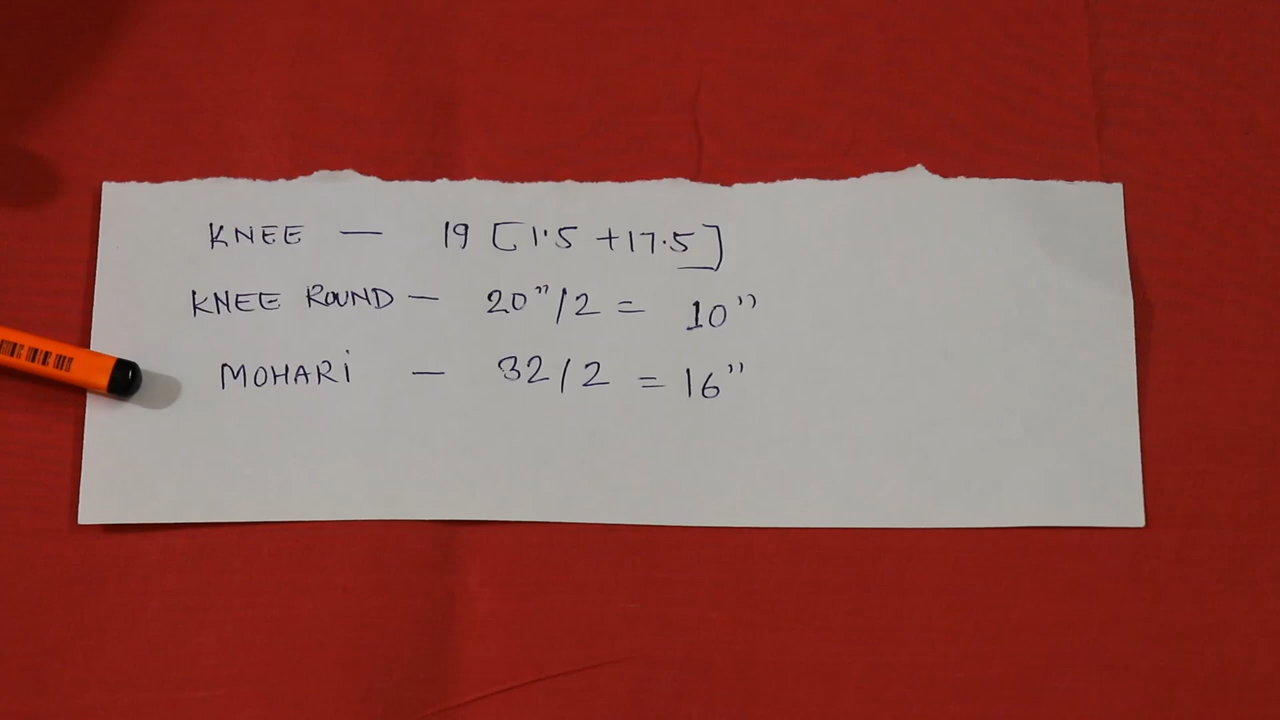 KNEE — 19 [1.5 +17.5]
KNEE ROUND — 20"/2 = 10"
MOHARi — 32/2 = 16"